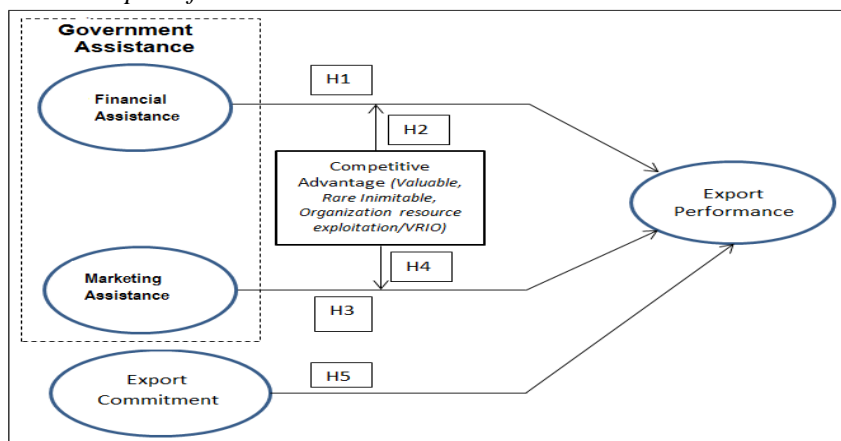 Government
Assistance
Financial
Assistance
H1
H2
Competitive
Advantage (Valuable,
Rare Inimitable,
Organization resource
exploitation/VRIO)
Export
Performance
H4
Marketing
Assistance
H3
Export
Commitment
H5